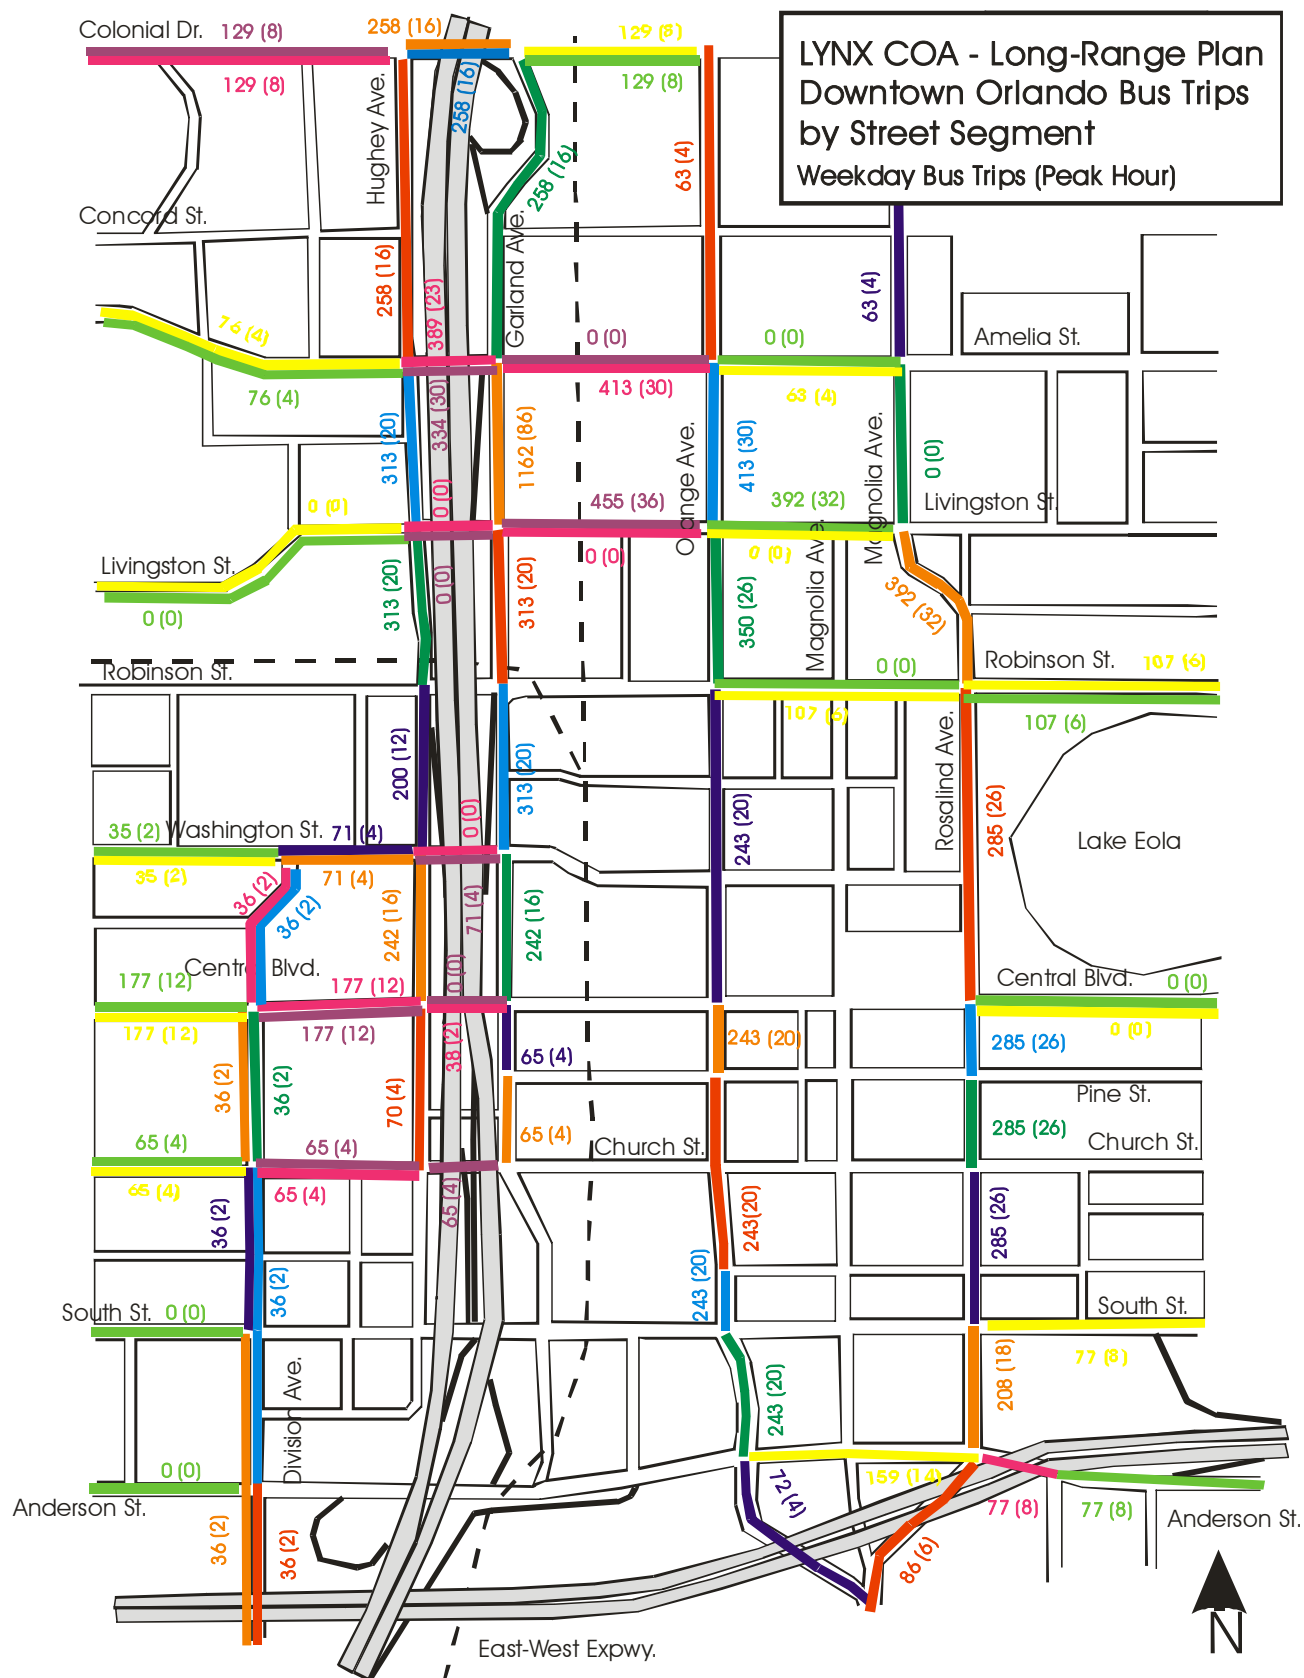 Colonial Dr.
129 (8)
258 (16)
129 (8)
LYNX COA - Long-Range Plan
Downtown Orlando Bus Trips
by Street Segment
Weekday Bus Trips (Peak Hour)
129 (8)
129 (8)
258 (16)
Hughey Ave.
63 (4)
258 (16)
Concord St.
Garland Ave.
258 (16)
63 (4)
389 (23)
76 (4)
0 (0)
0 (0)
Amelia St.
76 (4)
413 (30)
63 (4)
334 (30)
313 (20)
1162 (86)
Orange Ave.
413 (30)
Magnolia Ave.
0 (0)
0 (0)
0 (0)
455 (36)
392 (32)
Livingston St.
0 (0)
0 (0)
Livingston St.
0 (0)
313 (20)
0 (0)
313 (20)
350 (26)
Magnolia Ave.
392 (32)
Robinson St.
0 (0)
Robinson St.
107 (6)
107 (6)
107 (6)
200 (12)
313 (20)
Rosalind Ave.
243 (20)
285 (26)
35 (2)
Washington St.
71 (4)
0 (0)
Lake Eola
35 (2)
71 (4)
36 (2)
36 (2)
242 (16)
71 (4)
242 (16)
Central Blvd.
177 (12)
177 (12)
0 (0)
Central Blvd.
0 (0)
177 (12)
177 (12)
38 (2)
65 (4)
243 (20)
285 (26)
0 (0)
36 (2)
36 (2)
70 (4)
Pine St.
65 (4)
65 (4)
65 (4)
Church St.
285 (26)
Church St.
65 (4)
65 (4)
65 (4)
36 (2)
243(20)
285 (26)
36 (2)
243 (20)
South St.
0 (0)
South St.
77 (8)
208 (18)
243 (20)
Division Ave.
0 (0)
159 (14)
72 (4)
77 (8)
77 (8)
Anderson St.
Anderson St.
36 (2)
36 (2)
86 (6)
East-West Expwy.
N